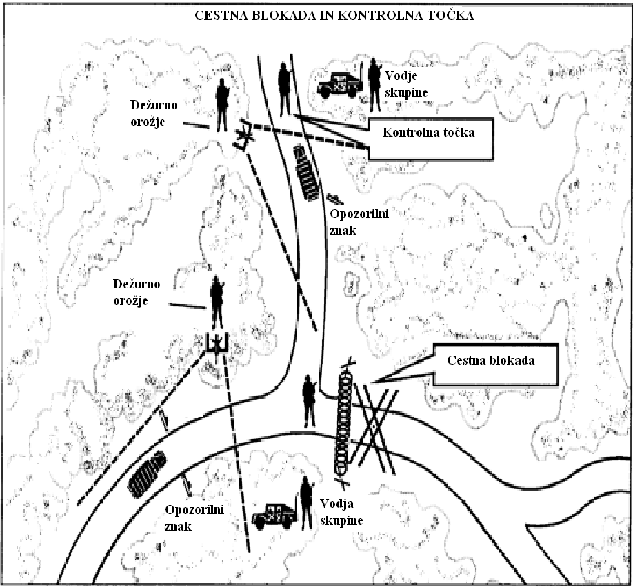 CESTNA BLOKADA IN KONTROLNA TOČKA
Vodje
skupine
Dežurno
orožje
Kontrolna točka
Opozorilni
znak
Dežurno
orožje
Cestna blokada
Opozorilni
znak
Vodja
skupine